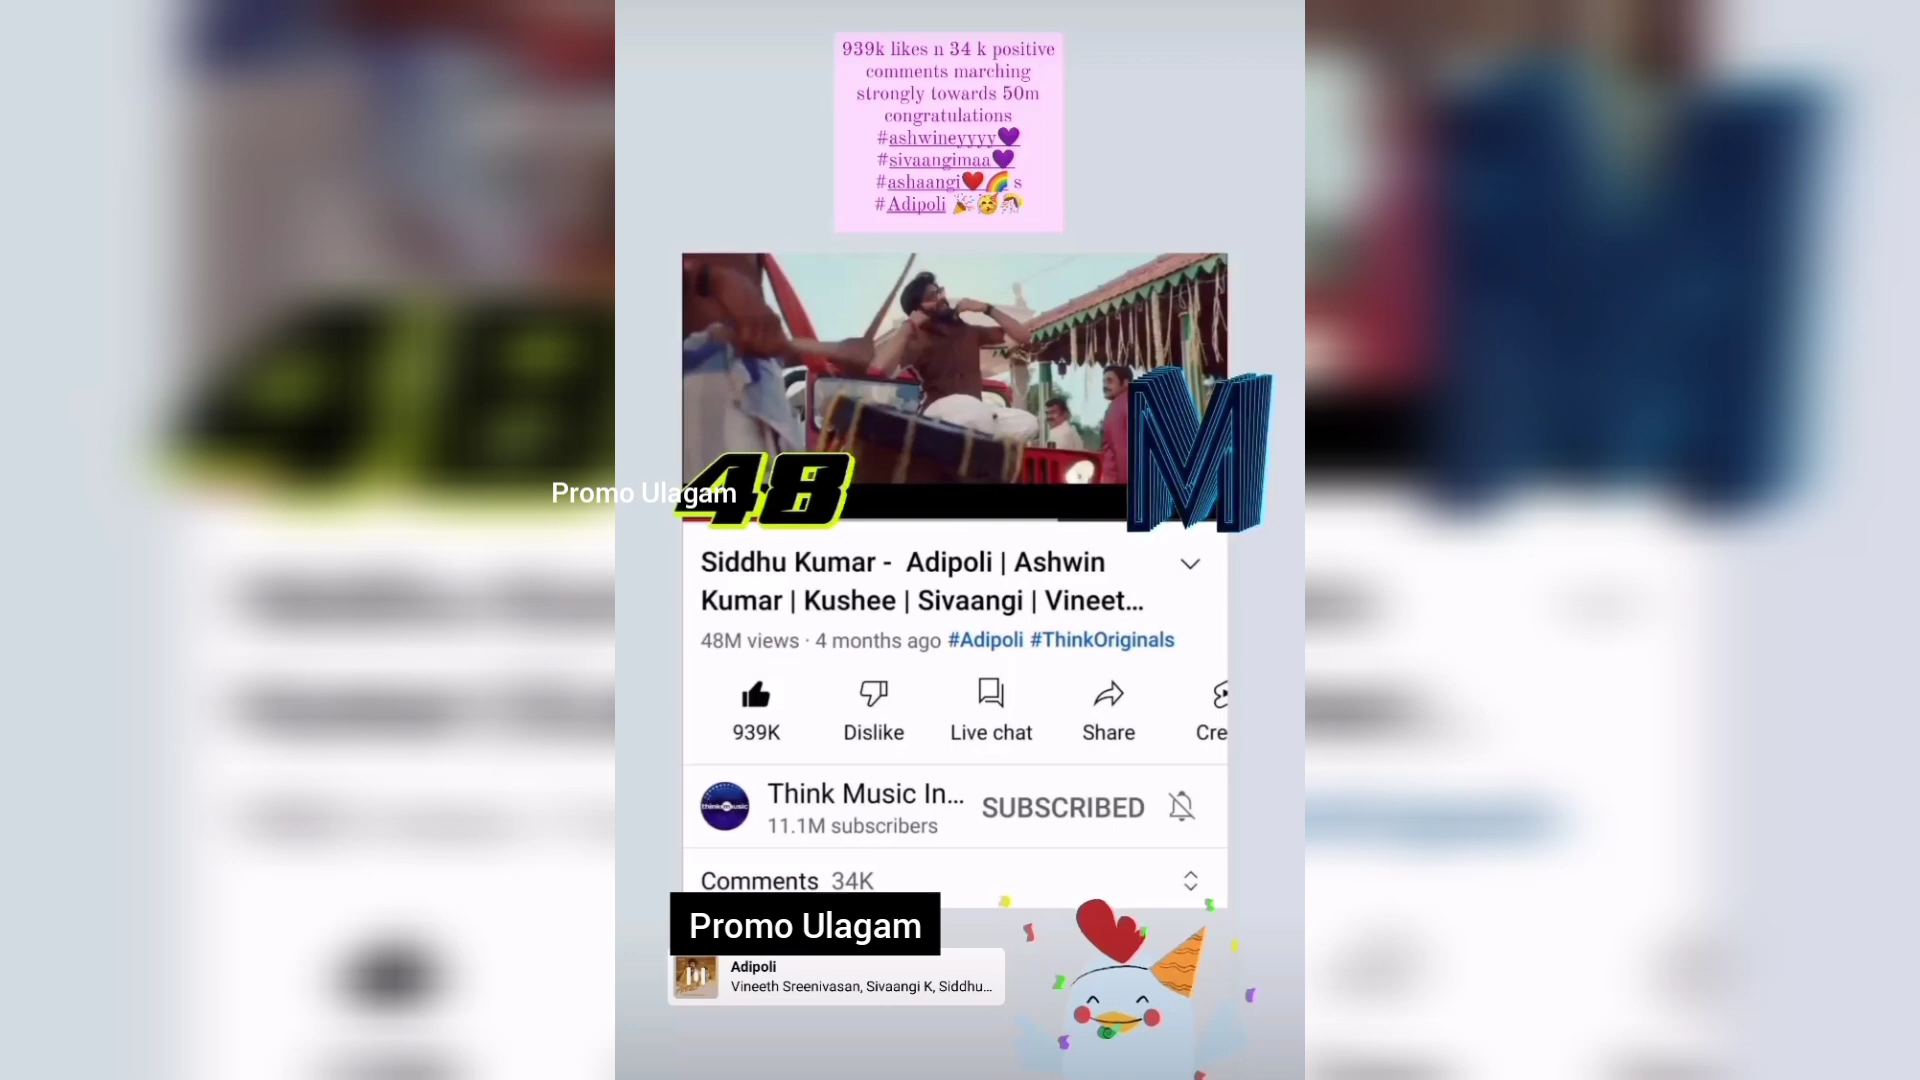 939k likes n 34 k positive
comments marching
strongly towards 50m
congratulations
#ashwineyyyy💜
#sivaangimaa💜
#ashaangi❤️🌈 s
#Adipoli 🎉🥳🎊
48
M
Promo Ulagam
Siddhu Kumar - Adipoli | Ashwin
Kumar | Kushee | Sivaangi | Vineet...
48M views · 4 months ago #Adipoli #ThinkOriginals
939K
Dislike
Live chat
Share
Cre
think music
Think Music In...
11.1M subscribers
SUBSCRIBED
Comments 34K
Promo Ulagam
Adipoli
Vineeth Sreenivasan, Sivaangi K, Siddhu...